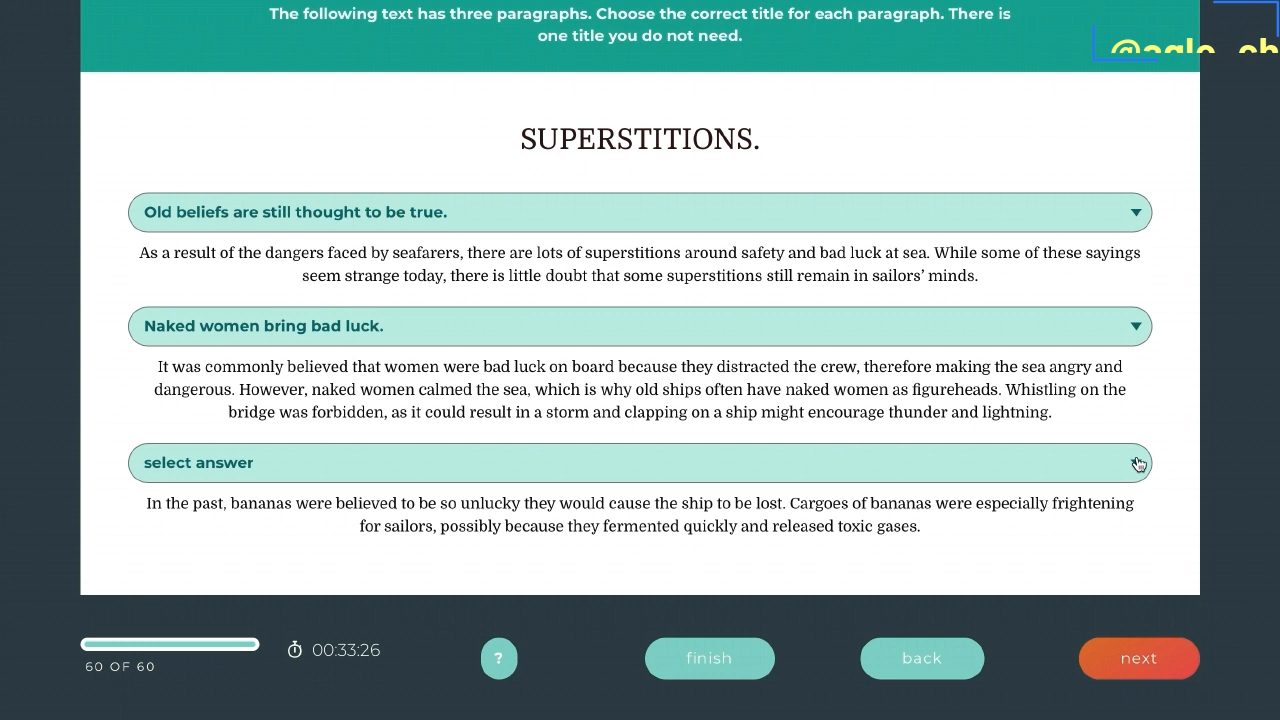 The following text has three paragraphs. Choose the correct title for each paragraph. There is
one title you do not need.
SUPERSTITIONS.
Old beliefs are still thought to be true.
As a result of the dangers faced by seafarers, there are lots of superstitions around safety and bad luck at sea. While some of these sayings
seem strange today, there is little doubt that some superstitions still remain in sailors’ minds.
Naked women bring bad luck.
It was commonly believed that women were bad luck on board because they distracted the crew, therefore making the sea angry and
dangerous. However, naked women calmed the sea, which is why old ships often have naked women as figureheads. Whistling on the
bridge was forbidden, as it could result in a storm and clapping on a ship might encourage thunder and lightning.
select answer
In the past, bananas were believed to be so unlucky they would cause the ship to be lost. Cargoes of bananas were especially frightening
for sailors, possibly because they fermented quickly and released toxic gases.
60 OF 60
00:33:26
?
finish
back
next